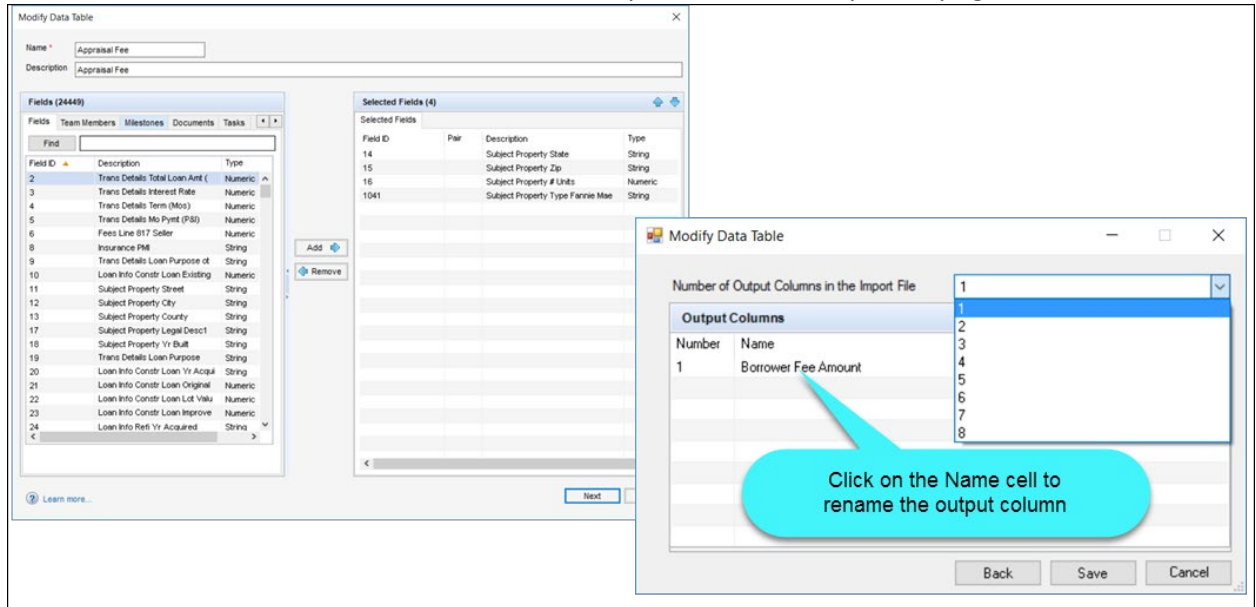 Modify Data Table
Name * Appraisal Fee
Description Appraisal Fee
Fields (24449)
Fields Team Members Milestones Documents Tasks
Find
Field ID Description Type
2 Trans Details Total Loan Amt ( Numeric
3 Trans Details Interest Rate Numeric
4 Trans Details Term (Mos) Numeric
5 Trans Details Mo Pymt (P&I) Numeric
6 Fees Line 817 Seller Numeric
8 Insurance PMI String
9 Trans Details Loan Purpose ot String
10 Loan Info Constr Loan Existing Numeric
11 Subject Property Street String
12 Subject Property City String
13 Subject Property County String
17 Subject Property Legal Desc1 String
18 Subject Property Yr Built String
19 Trans Details Loan Purpose String
20 Loan Info Constr Loan Yr Acqui String
21 Loan Info Constr Loan Original Numeric
22 Loan Info Constr Loan Lot Valu Numeric
23 Loan Info Constr Loan Improve Numeric
24 Loan Info Refi Yr Acquired String
Add
Remove
Selected Fields (4)
Selected Fields
Field ID Pair Description Type
14 Subject Property State String
15 Subject Property Zip String
16 Subject Property # Units Numeric
1041 Subject Property Type Fannie Mae String
Learn more...
Next
Modify Data Table
Number of Output Columns in the Import File 1
1
2
3
4
5
6
7
8
Output Columns
Number Name
1 Borrower Fee Amount
Click on the Name cell to
rename the output column
Back Save Cancel